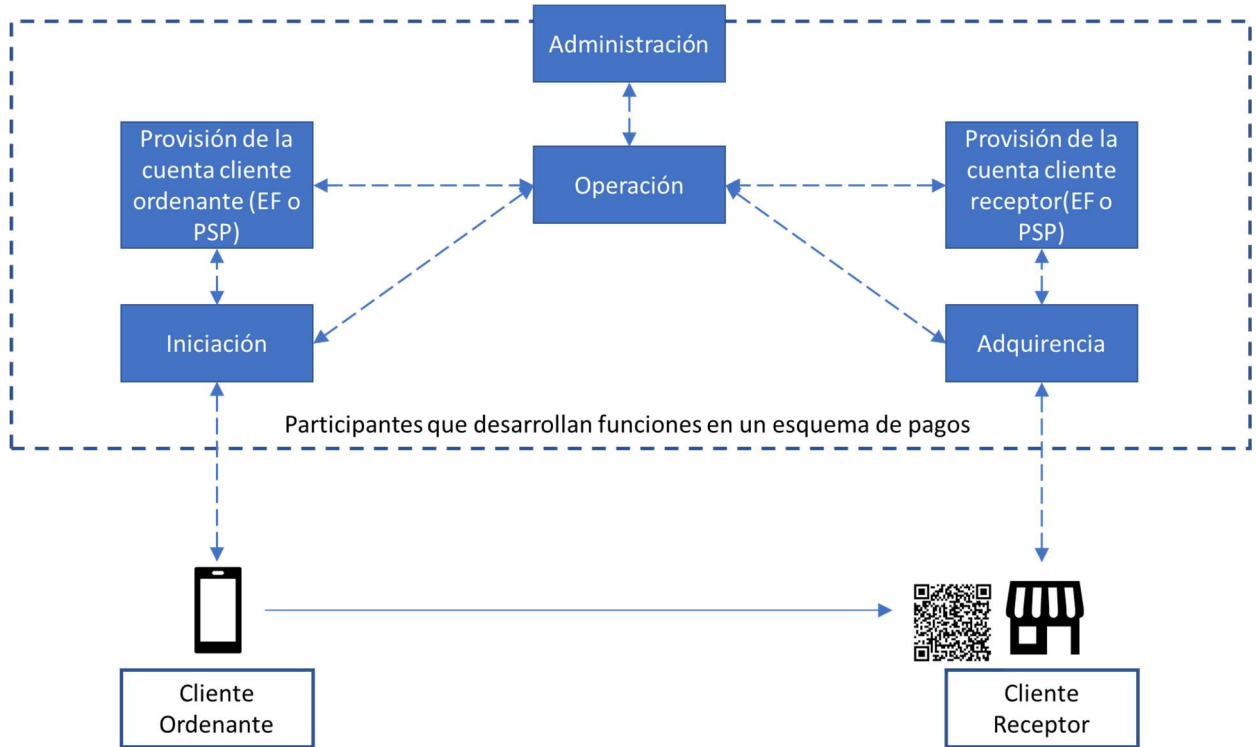 Administración
Provisión de la
cuenta cliente
ordenante (EF o
PSP)
Operación
Provisión de la
cuenta cliente
receptor(EF o
PSP)
Iniciación
Adquirencia
Participantes que desarrollan funciones en un esquema de pagos
Cliente
Ordenante
Cliente
Receptor